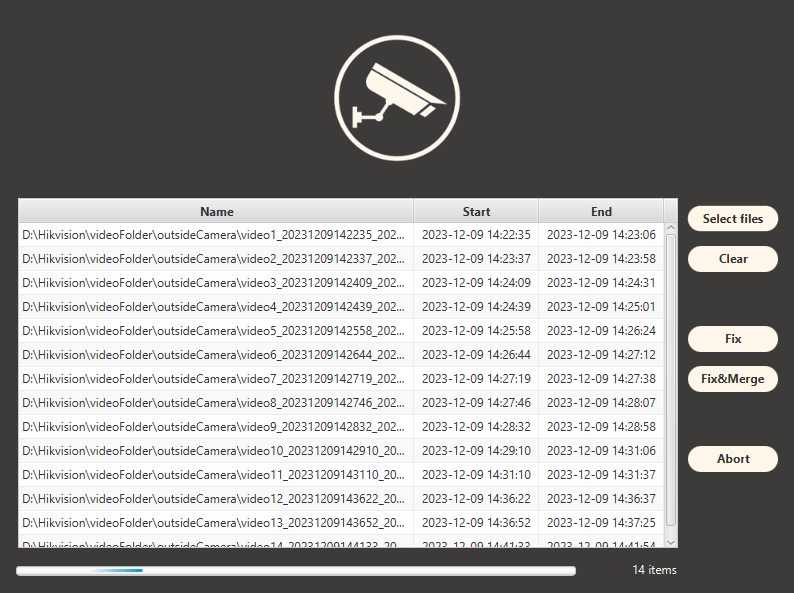 Name Start End
D:\Hikvision\videoFolder\outsideCamera\video1_20231209142235_202... 2023-12-09 14:22:35 2023-12-09 14:23:06
D:\Hikvision\videoFolder\outsideCamera\video2_20231209142337_202... 2023-12-09 14:23:37 2023-12-09 14:23:58
D:\Hikvision\videoFolder\outsideCamera\video3_20231209142409_202... 2023-12-09 14:24:09 2023-12-09 14:24:31
D:\Hikvision\videoFolder\outsideCamera\video4_20231209142439_202... 2023-12-09 14:24:39 2023-12-09 14:25:01
D:\Hikvision\videoFolder\outsideCamera\video5_20231209142558_202... 2023-12-09 14:25:58 2023-12-09 14:26:24
D:\Hikvision\videoFolder\outsideCamera\video6_20231209142644_202... 2023-12-09 14:26:44 2023-12-09 14:27:12
D:\Hikvision\videoFolder\outsideCamera\video7_20231209142719_202... 2023-12-09 14:27:19 2023-12-09 14:27:38
D:\Hikvision\videoFolder\outsideCamera\video8_20231209142746_202... 2023-12-09 14:27:46 2023-12-09 14:28:07
D:\Hikvision\videoFolder\outsideCamera\video9_20231209142832_202... 2023-12-09 14:28:32 2023-12-09 14:28:58
D:\Hikvision\videoFolder\outsideCamera\video10_20231209142910_20... 2023-12-09 14:29:10 2023-12-09 14:31:06
D:\Hikvision\videoFolder\outsideCamera\video11_20231209143110_20... 2023-12-09 14:31:10 2023-12-09 14:31:37
D:\Hikvision\videoFolder\outsideCamera\video12_20231209143622_20... 2023-12-09 14:36:22 2023-12-09 14:36:37
D:\Hikvision\videoFolder\outsideCamera\video13_20231209143652_20... 2023-12-09 14:36:52 2023-12-09 14:37:25
D:\Hikvision\videoFolder\outsideCamera\video14_20231209144133_20... 2023-12-09 14:41:33 2023-12-09 14:41:54
Select files
Clear
Fix
Fix&Merge
Abort
14 items